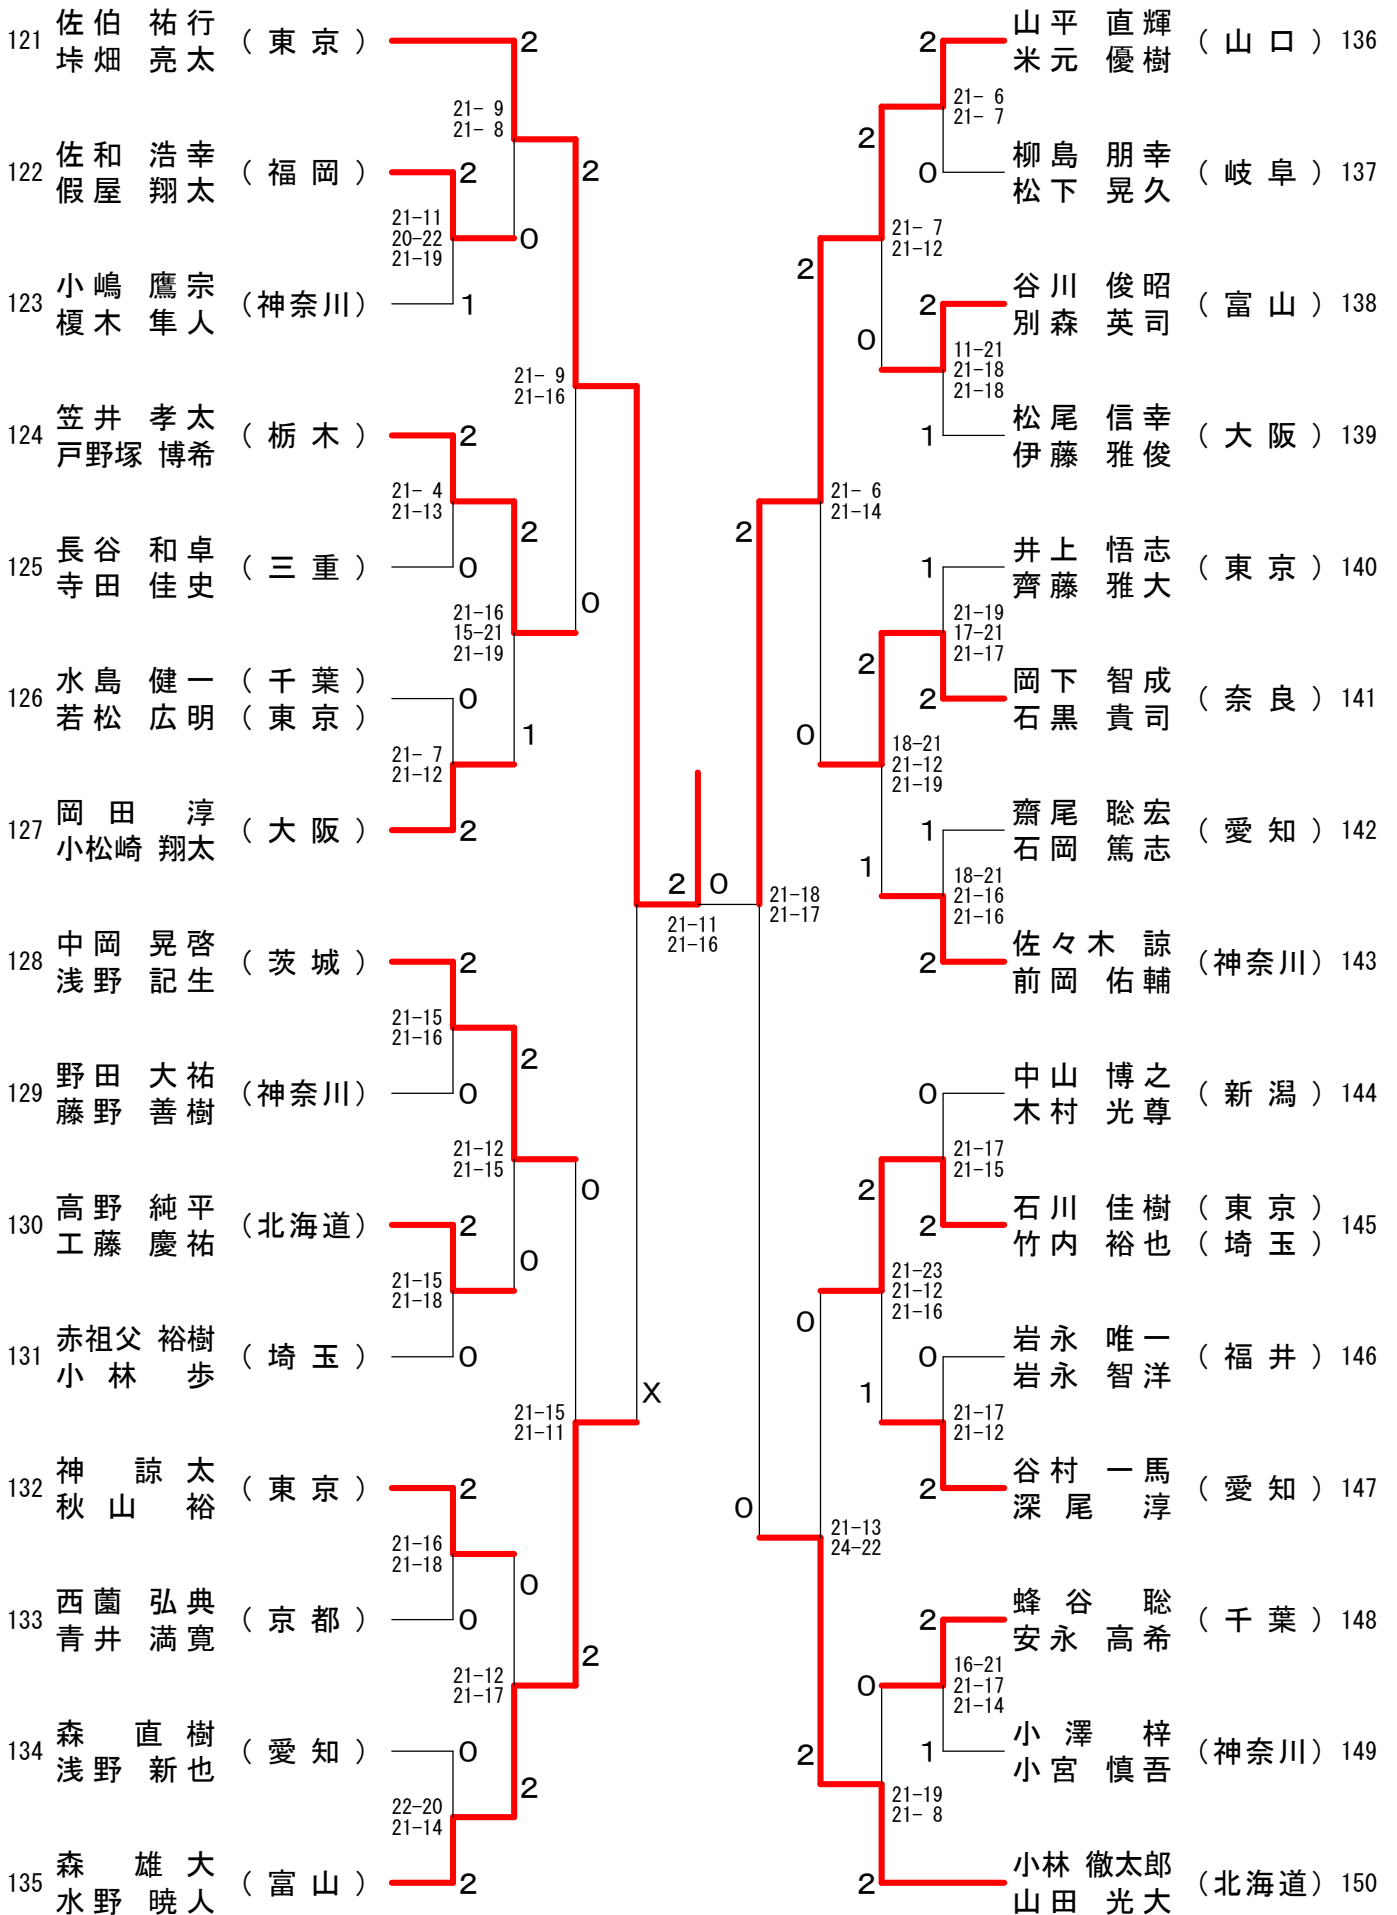 121 佐伯 祐行 (東京)
垰畑 亮太
2
21- 9
21- 8
122 佐和 浩幸 (福岡)
假屋 翔太
2
2
21-11
20-22
21-19
0
123 小嶋 鷹宗 (神奈川)
榎木 隼人
1
21- 9
21-16
124 笠井 孝太 (栃木)
戸野塚 博希
2
21- 4
21-13
2
125 長谷 和卓 (三重)
寺田 佳史
0
0
21-16
15-21
21-19
126 水島 健一 (千葉)
若松 広明 (東京)
0
1
21- 7
21-12
127 岡田 淳 (大阪)
小松崎 翔太
2
2 0
21-11
21-16
128 中岡 晃啓 (茨城)
浅野 記生
2
21-15
21-16
2
129 野田 大祐 (神奈川)
藤野 善樹
0
21-12
21-15
0
130 高野 純平 (北海道)
工藤 慶祐
2
0
21-15
21-18
131 赤祖父 裕樹 (埼玉)
小林 歩
0
X
21-15
21-11
132 神 諒太 (東京)
秋山 裕
2
21-16
21-18
0
133 西薗 弘典 (京都)
青井 満寛
0
2
21-12
21-17
134 森 直樹 (愛知)
浅野 新也
0
2
22-20
21-14
135 森 雄大 (富山)
水野 暁人
2
2
山平 直輝 (山口) 136
米元 優樹
21- 6
21- 7
2
0
柳島 朋幸 (岐阜) 137
松下 晃久
21- 7
21-12
2
2
谷川 俊昭 (富山) 138
別森 英司
0
11-21
21-18
21-18
1
松尾 信幸 (大阪) 139
伊藤 雅俊
21- 6
21-14
2
1
井上 悟志 (東京) 140
齊藤 雅大
21-19
17-21
21-17
2
2
岡下 智成 (奈良) 141
石黒 貴司
0
18-21
21-12
21-19
1
齋尾 聡宏 (愛知) 142
石岡 篤志
1
18-21
21-16
21-16
21-18
21-17
2
佐々木 諒 (神奈川) 143
前岡 佑輔
0
中山 博之 (新潟) 144
木村 光尊
21-17
21-15
2
2
石川 佳樹 (東京) 145
竹内 裕也 (埼玉)
21-23
21-12
21-16
0
0
岩永 唯一 (福井) 146
岩永 智洋
1
21-17
21-12
2
谷村 一馬 (愛知) 147
深尾 淳
0
21-13
24-22
2
蜂谷 聡 (千葉) 148
安永 高希
0
16-21
21-17
21-14
1
小澤 梓 (神奈川) 149
小宮 慎吾
2
21-19
21- 8
2
小林 徹太郎 (北海道) 150
山田 光大